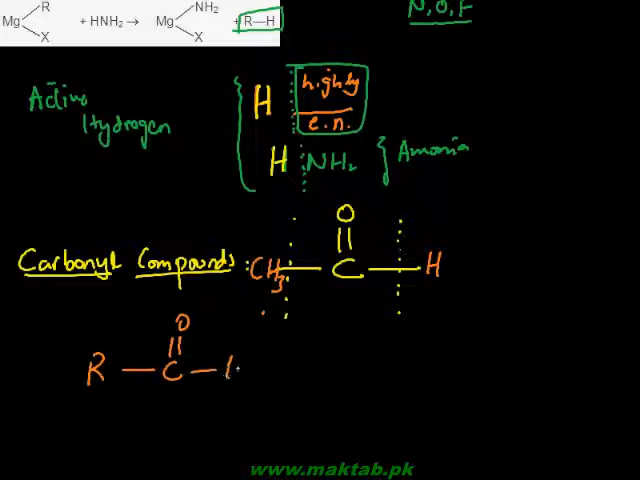 Mg R X + HNH₂ → Mg NH₂ X + R—H
N, O, F
Active Hydrogen
H highly e.n.
H NH₂ } Amonia
Carbonyl Compounds : CH₃ — C — H
O
O
R — C —
www.maktab.pk